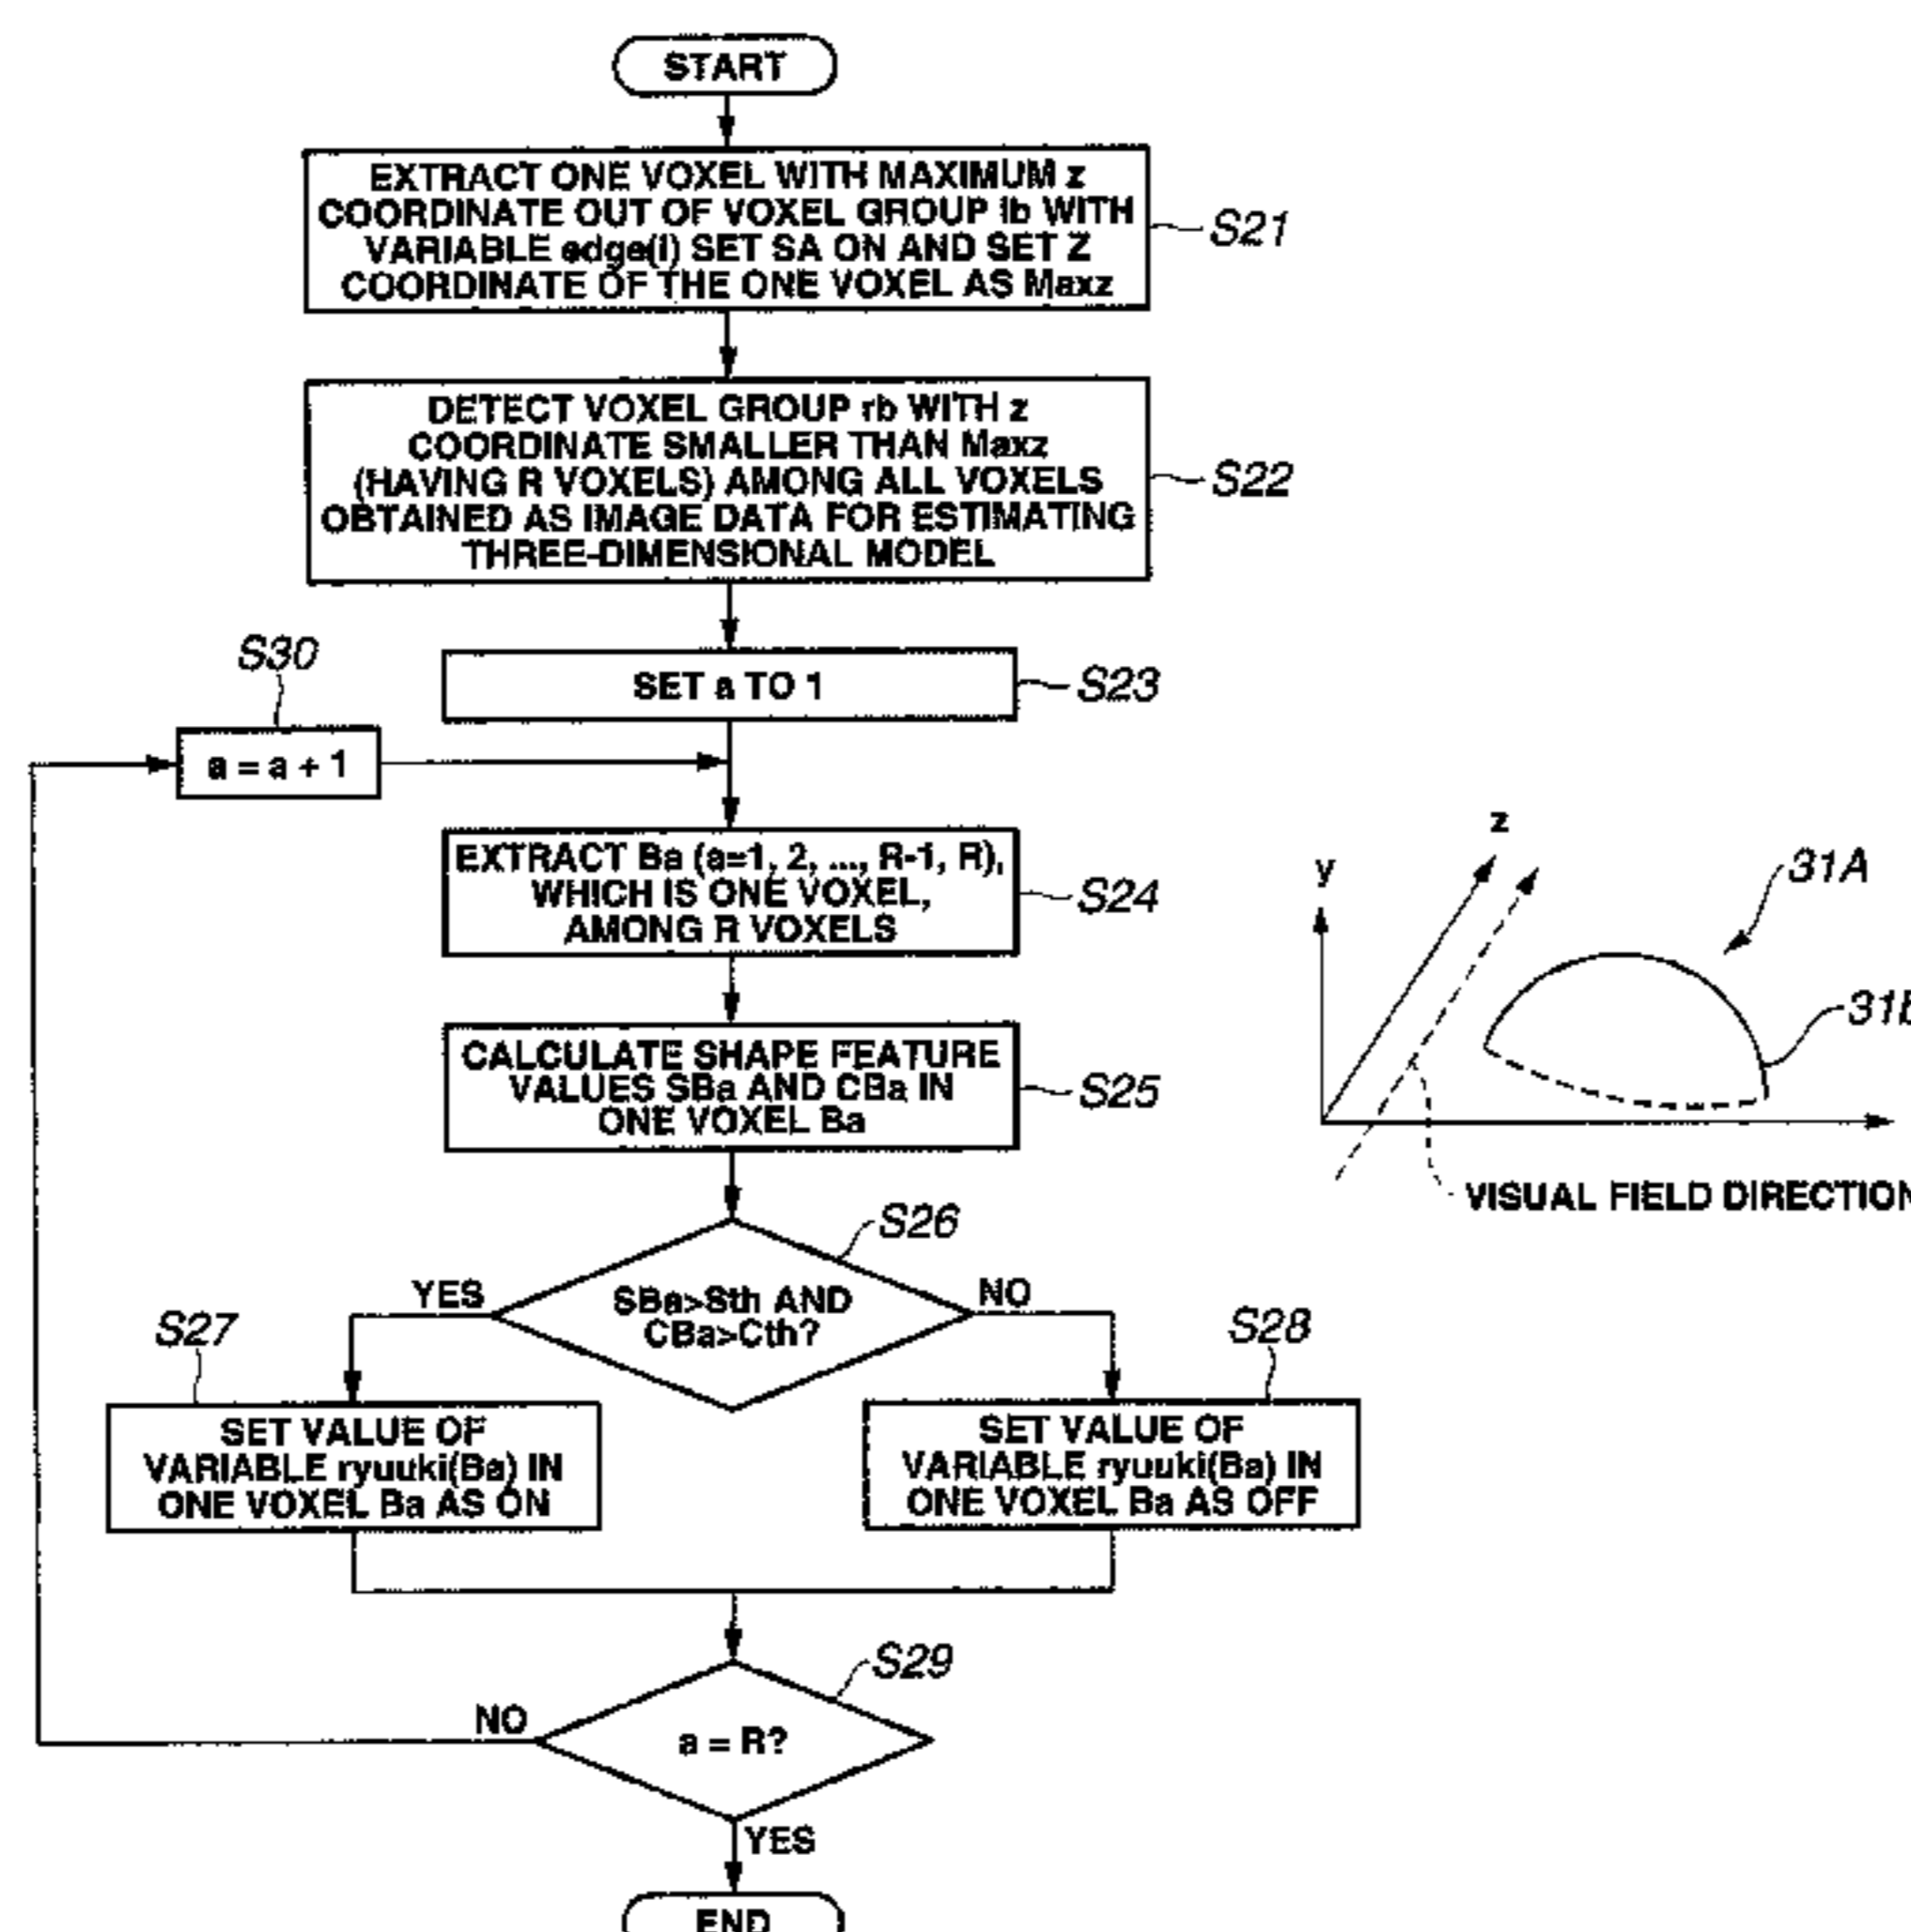 START
EXTRACT ONE VOXEL WITH MAXIMUM z
COORDINATE OUT OF VOXEL GROUP Ib WITH
VARIABLE edge(i) SET SA ON AND SET Z
COORDINATE OF THE ONE VOXEL AS Maxz
S21
DETECT VOXEL GROUP rb WITH z
COORDINATE SMALLER THAN Maxz
(HAVING R VOXELS) AMONG ALL VOXELS
OBTAINED AS IMAGE DATA FOR ESTIMATING
THREE-DIMENSIONAL MODEL
S22
SET a TO 1
S23
S30
a = a + 1
EXTRACT Ba (a=1, 2, ..., R-1, R),
WHICH IS ONE VOXEL,
AMONG R VOXELS
S24
CALCULATE SHAPE FEATURE
VALUES SBa AND CBa IN
ONE VOXEL Ba
S25
SBa>Sth AND
CBa>Cth?
S26
YES
NO
S27
SET VALUE OF
VARIABLE ryuuki(Ba) IN
ONE VOXEL Ba AS ON
S28
SET VALUE OF
VARIABLE ryuuki(Ba) IN
ONE VOXEL Ba AS OFF
a = R?
S29
NO
YES
END
y
z
31A
31B
VISUAL FIELD DIRECTION